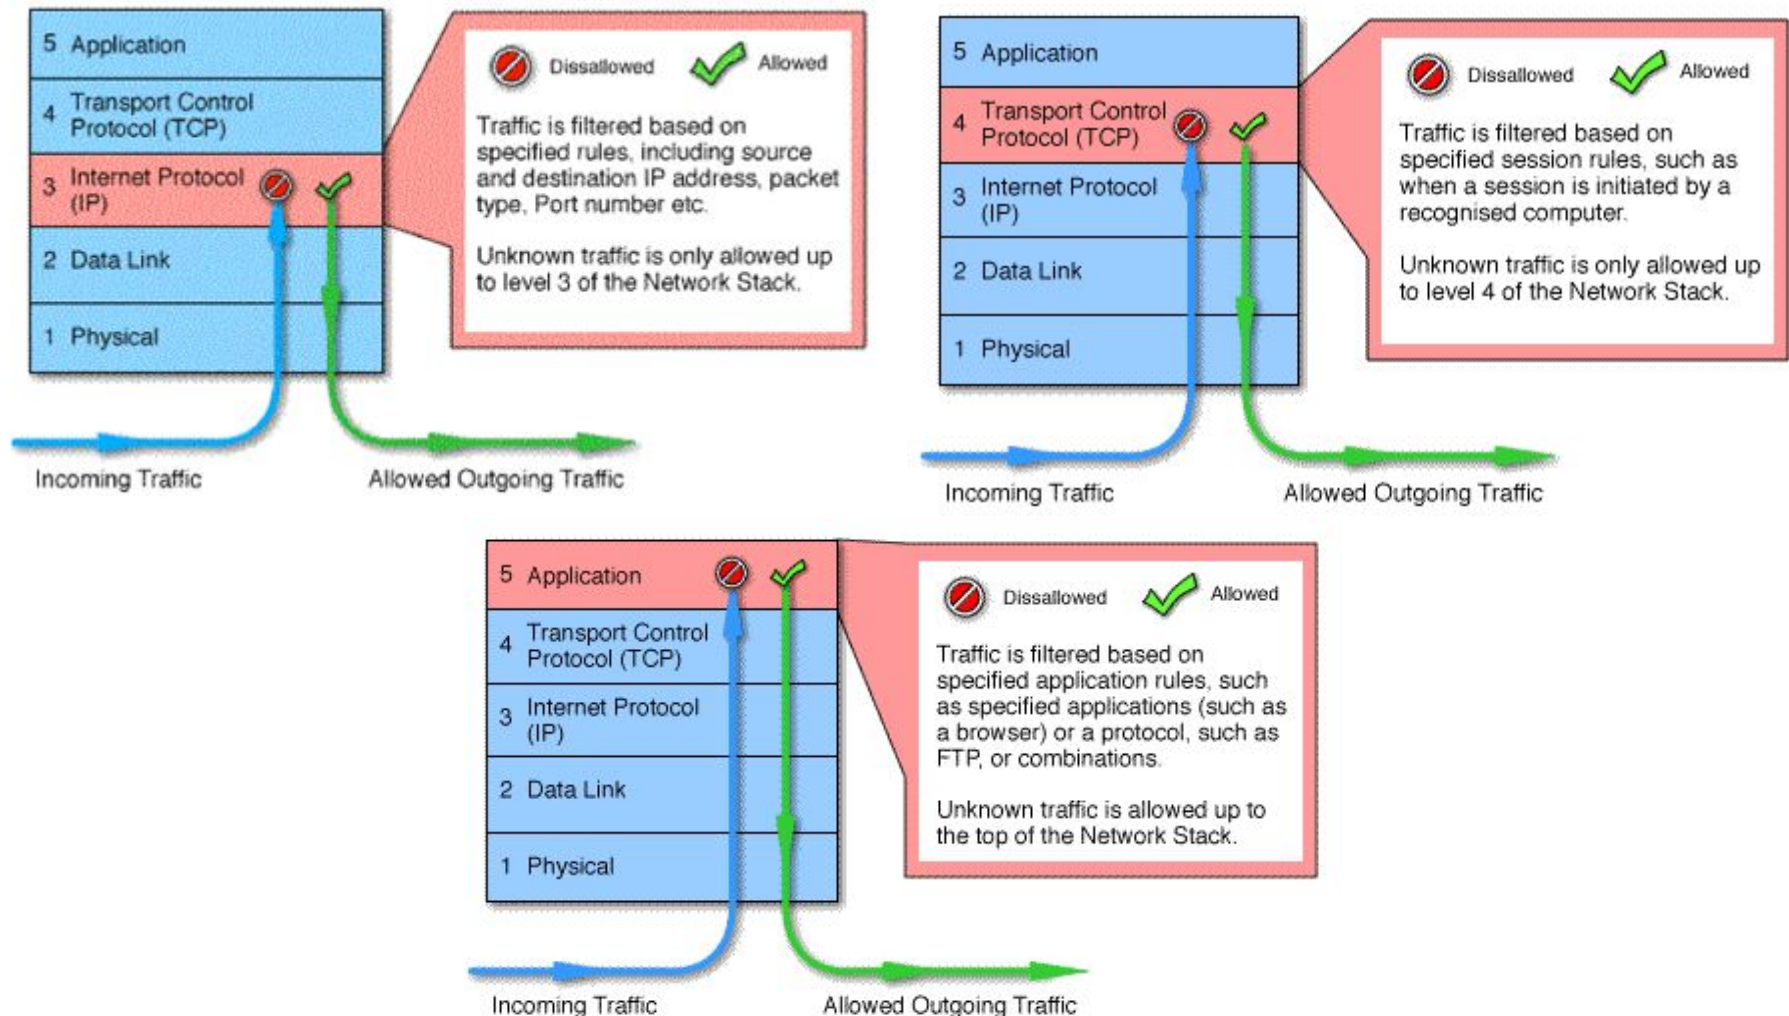 5 Application
4 Transport Control
Protocol (TCP)
3 Internet Protocol
(IP)
2 Data Link
1 Physical
Incoming Traffic
Allowed Outgoing Traffic
Dissallowed
Allowed
Traffic is filtered based on
specified rules, including source
and destination IP address, packet
type, Port number etc.
Unknown traffic is only allowed up
to level 3 of the Network Stack.
5 Application
4 Transport Control
Protocol (TCP)
3 Internet Protocol
(IP)
2 Data Link
1 Physical
Incoming Traffic
Allowed Outgoing Traffic
Dissallowed
Allowed
Traffic is filtered based on
specified session rules, such as
when a session is initiated by a
recognised computer.
Unknown traffic is only allowed up
to level 4 of the Network Stack.
5 Application
4 Transport Control
Protocol (TCP)
3 Internet Protocol
(IP)
2 Data Link
1 Physical
Incoming Traffic
Allowed Outgoing Traffic
Dissallowed
Allowed
Traffic is filtered based on
specified application rules, such
as specified applications (such as
a browser) or a protocol, such as
FTP, or combinations.
Unknown traffic is allowed up to
the top of the Network Stack.